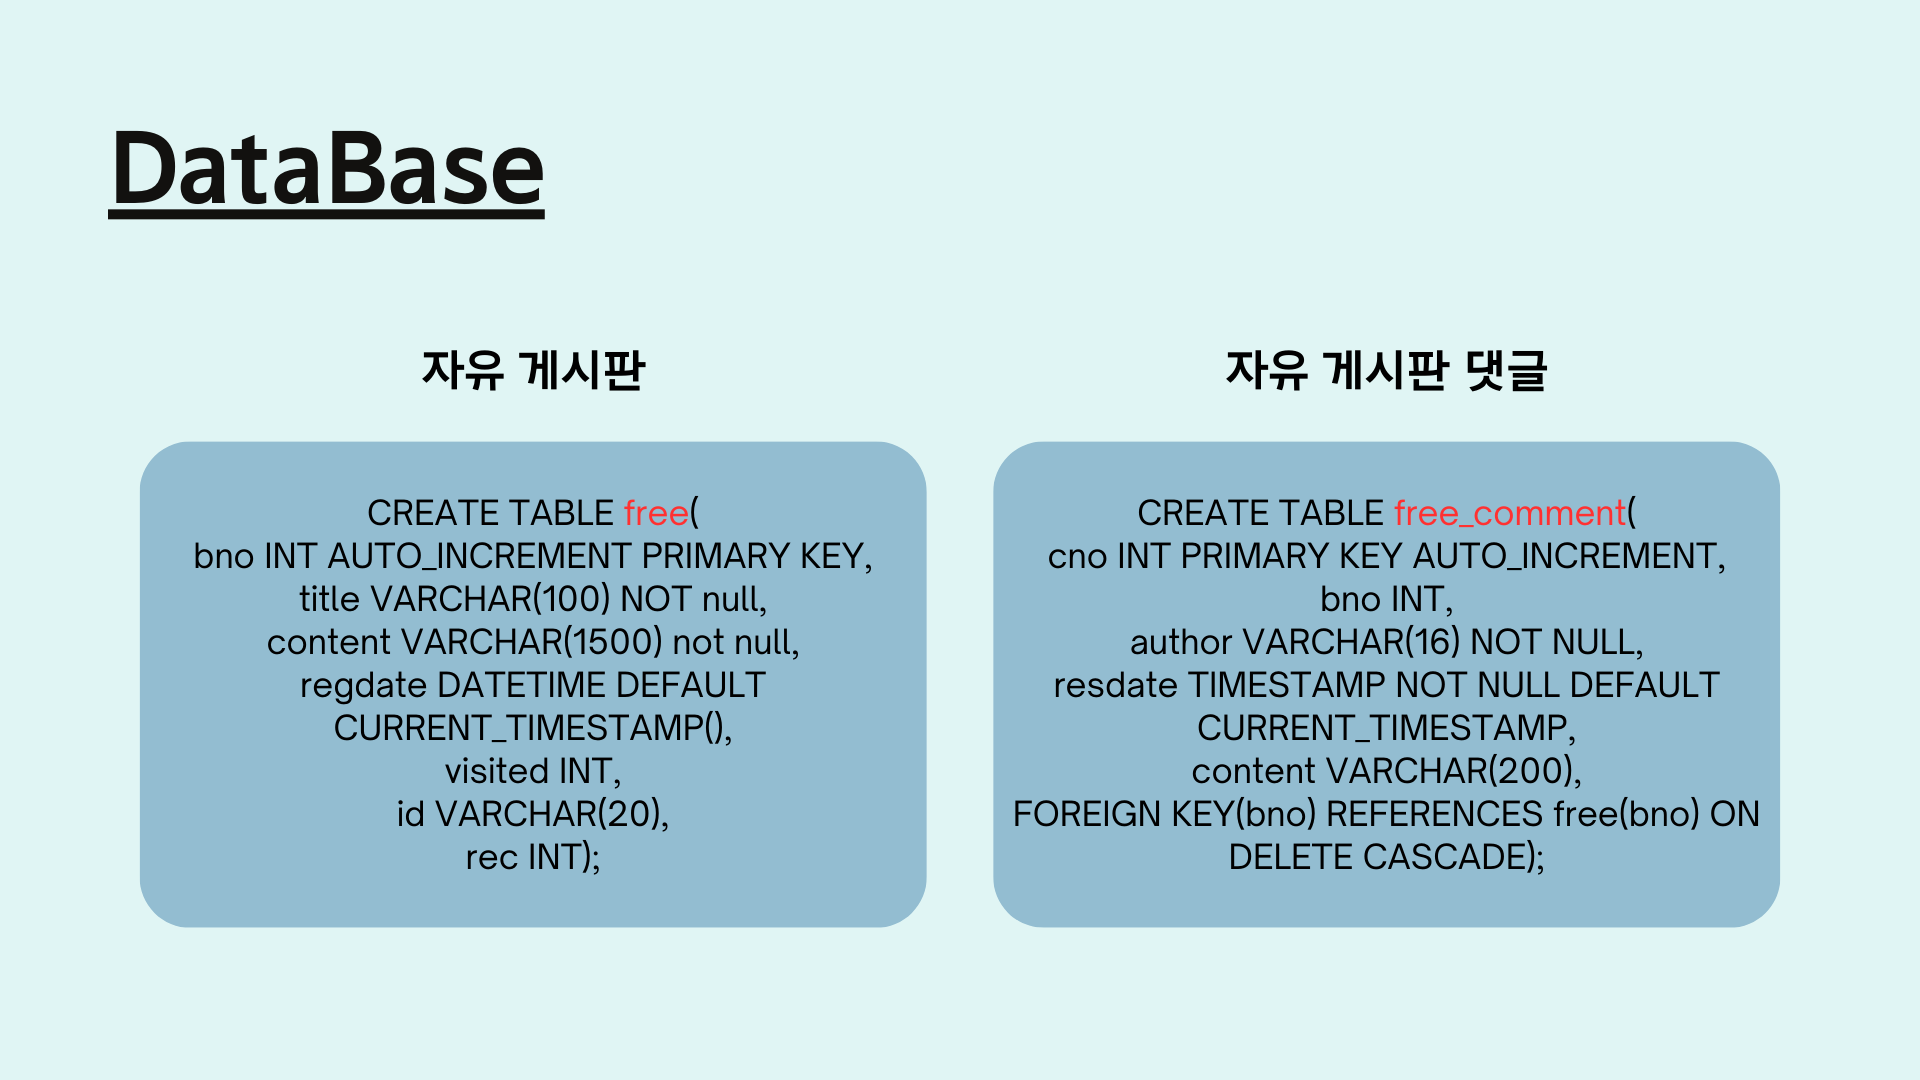 DataBase
자유 게시판
CREATE TABLE free(
bno INT AUTO_INCREMENT PRIMARY KEY,
title VARCHAR(100) NOT null,
content VARCHAR(1500) not null,
regdate DATETIME DEFAULT
CURRENT_TIMESTAMP(),
visited INT,
id VARCHAR(20),
rec INT);
자유 게시판 댓글
CREATE TABLE free_comment(
cno INT PRIMARY KEY AUTO_INCREMENT,
bno INT,
author VARCHAR(16) NOT NULL,
resdate TIMESTAMP NOT NULL DEFAULT
CURRENT_TIMESTAMP,
content VARCHAR(200),
FOREIGN KEY(bno) REFERENCES free(bno) ON
DELETE CASCADE);